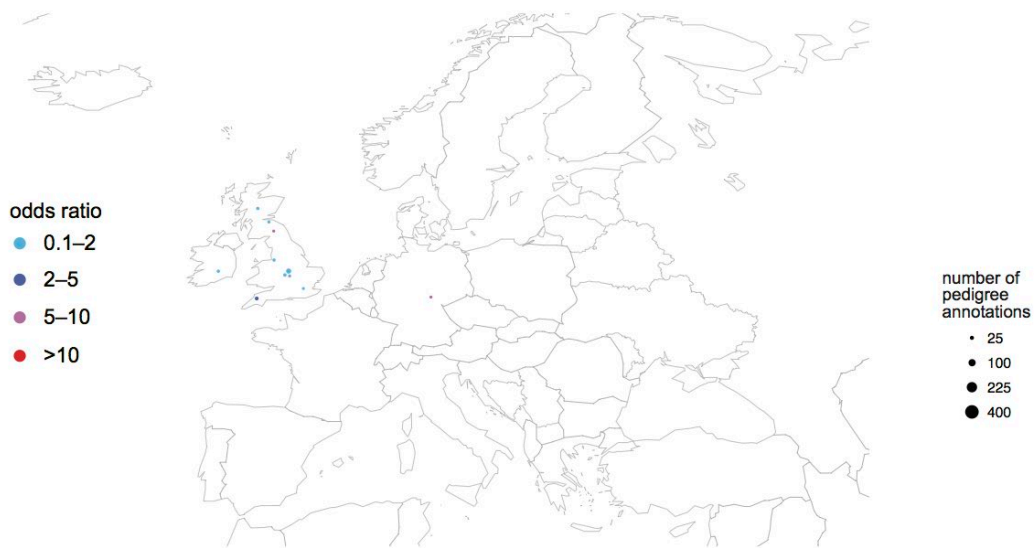 odds ratio
0.1–2
2–5
5–10
>10
number of
pedigree
annotations
25
100
225
400